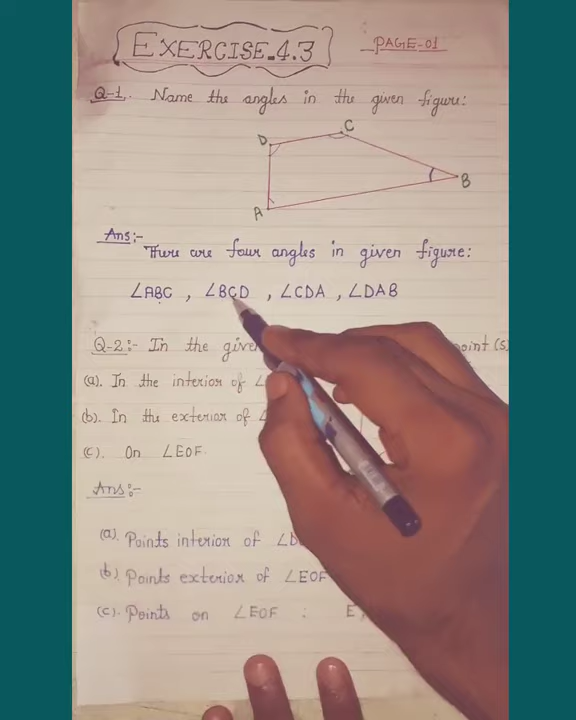 EXERCISE-4.3
PAGE-01
Q-1. Name the angles in the given figure:
D
C
B
A
Ans:-
There are four angles in given figure:
∠ABC , ∠BCD , ∠CDA , ∠DAB
Q-2:- In the given point(s)
(a). In the interior of ∠
(b). In the exterior of ∠
(c). On ∠EOF.
Ans:-
(a). Points interior of ∠
(b). Points exterior of ∠EOF
(c). Points on ∠EOF : E,